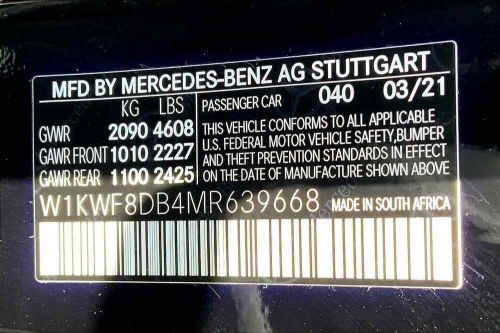 MFD BY MERCEDES-BENZ AG STUTTGART
KG LBS
GVWR 2090 4608
GAWR FRONT 1010 2227
GAWR REAR 1100 2425
PASSENGER CAR 040 03/21
THIS VEHICLE CONFORMS TO ALL APPLICABLE
U.S. FEDERAL MOTOR VEHICLE SAFETY,BUMPER
AND THEFT PREVENTION STANDARDS IN EFFECT
ON THE DATE OF MANUFACTURE SHOWN ABOVE
W1KWF8DB4MR639668 MADE IN SOUTH AFRICA